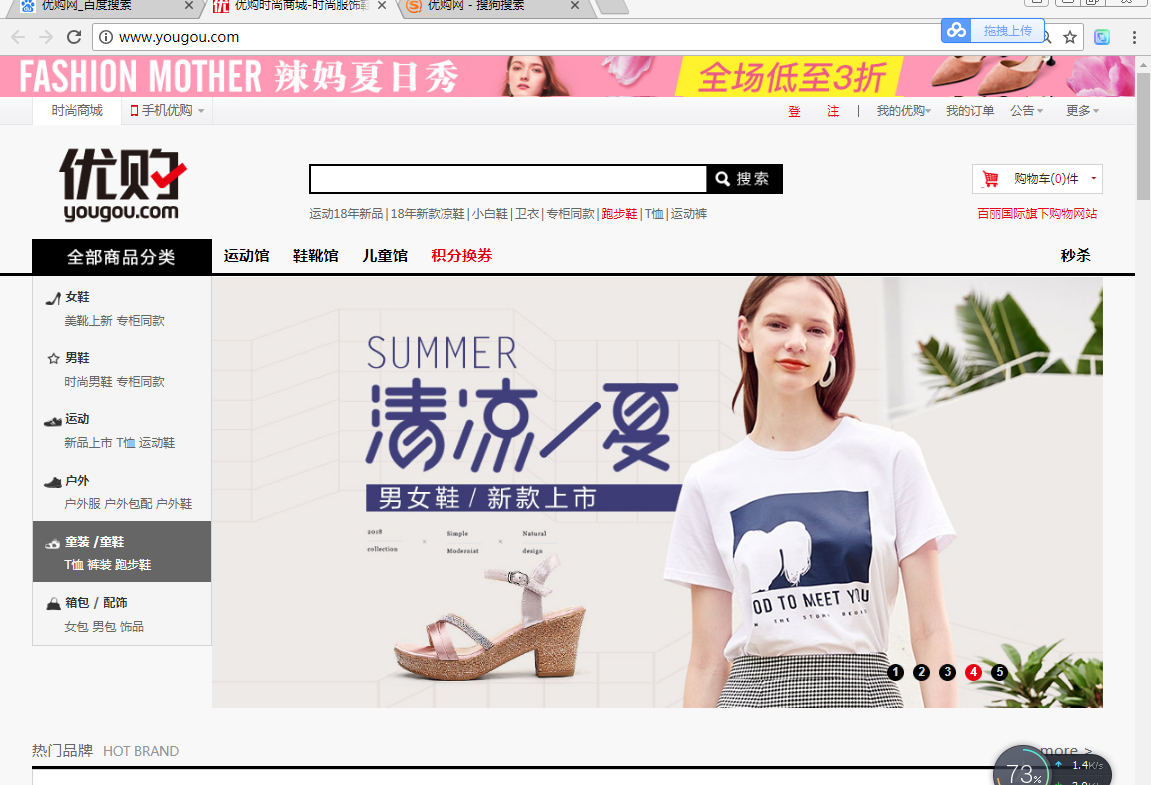 优购网_百度搜索
优购时尚商城-时尚服饰
优购网 - 搜狗搜索
www.yougou.com
拖拽上传
FASHION MOTHER 辣妈夏日秀
全场低至3折
时尚商城
手机优购
登
注
|
我的优购
我的订单
公告
更多
优购
yougou.com
搜索
购物车(0)件
运动18年新品|18年新款凉鞋|小白鞋|卫衣|专柜同款|跑步鞋|T恤|运动裤
百丽国际旗下购物网站
全部商品分类
运动馆
鞋靴馆
儿童馆
积分换券
秒杀
女鞋
美靴上新 专柜同款
男鞋
时尚男鞋 专柜同款
运动
新品上市 T恤 运动鞋
户外
户外服 户外包配 户外鞋
童装 /童鞋
T恤 裤装 跑步鞋
箱包 / 配饰
女包 男包 饰品
SUMMER
清凉/夏
男女鞋 / 新款上市
2018
collection
×
Simple
Modernist
×
Natural
design
OD TO MEET YOU
1 2 3 4 5
热门品牌 HOT BRAND
more >
73%
1.4K/s